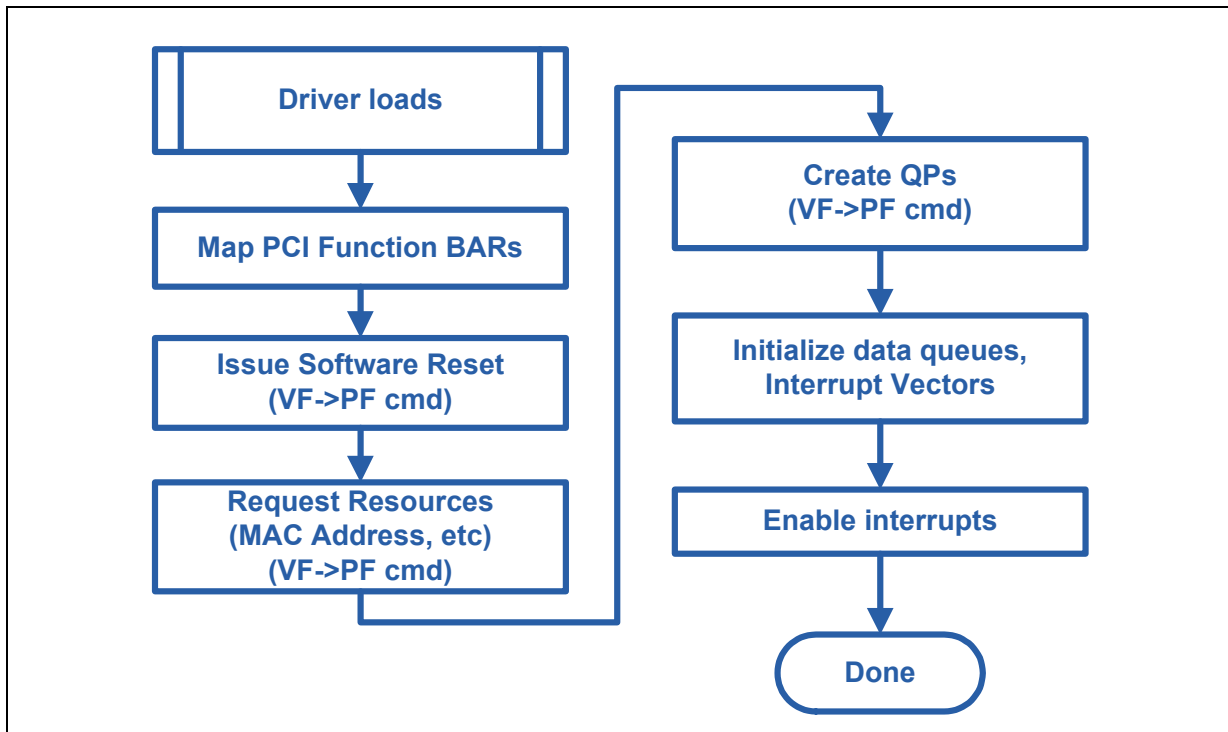 Driver loads
Map PCI Function BARs
Issue Software Reset
(VF->PF cmd)
Request Resources
(MAC Address, etc)
(VF->PF cmd)
Create QPs
(VF->PF cmd)
Initialize data queues,
Interrupt Vectors
Enable interrupts
Done